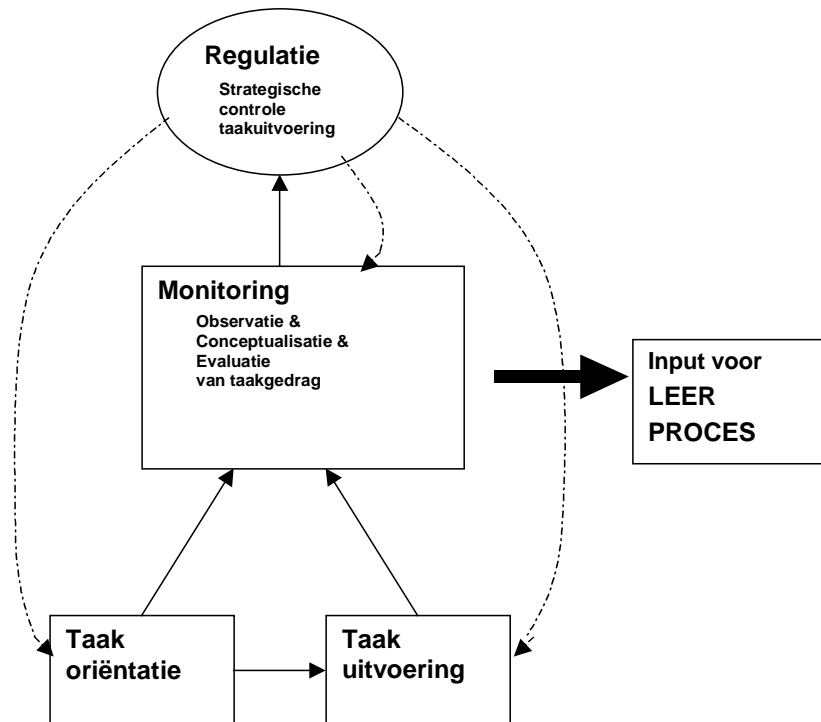 Regulatie
Strategische
controle
taakuitvoering
Monitoring
Observatie &
Conceptualisatie &
Evaluatie
van taakgedrag
Input voor
LEER
PROCES
Taak
oriëntatie
Taak
uitvoering